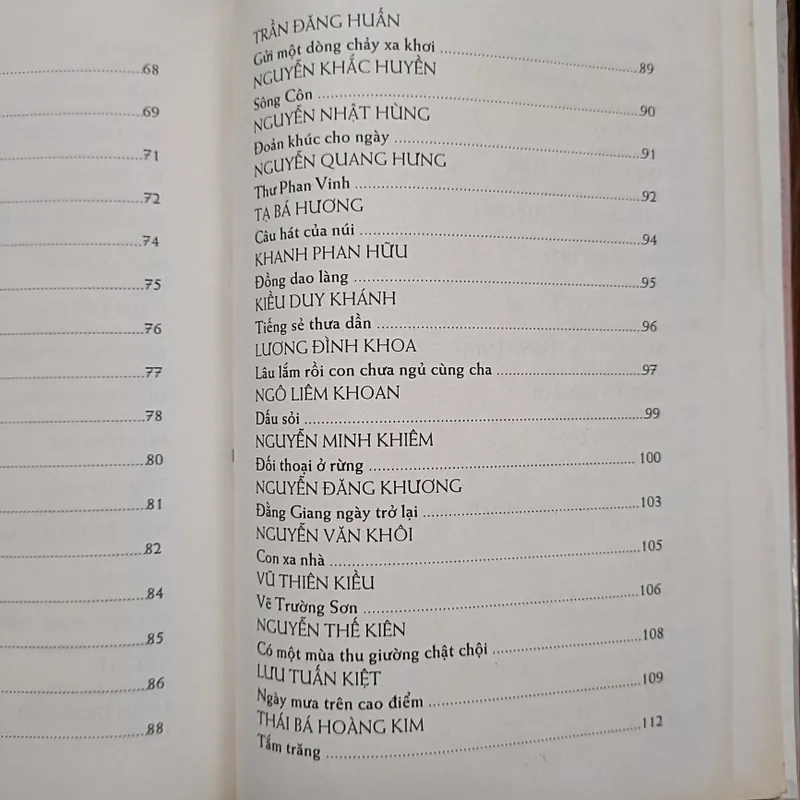 68
69
71
72
74
75
76
77
78
80
81
82
84
85
86
88
TRẦN ĐĂNG HUẤN
Gửi một dòng chảy xa khơi ... 89
NGUYỄN KHẮC HUYỀN
Sông Côn ... 90
NGUYỄN NHẬT HÙNG
Đoản khúc cho ngày ... 91
NGUYỄN QUANG HƯNG
Thư Phan Vinh ... 92
TẠ BÁ HƯƠNG
Câu hát của núi ... 94
KHANH PHAN HỮU
Đồng dao làng ... 95
KIỀU DUY KHÁNH
Tiếng sẻ thưa dần ... 96
LƯƠNG ĐÌNH KHOA
Lâu lắm rồi con chưa ngủ cùng cha ... 97
NGÔ LIÊM KHOAN
Dấu sỏi ... 99
NGUYỄN MINH KHIÊM
Đối thoại ở rừng ... 100
NGUYỄN ĐĂNG KHƯƠNG
Đằng Giang ngày trở lại ... 103
NGUYỄN VĂN KHÔI
Con xa nhà ... 105
VŨ THIÊN KIỀU
Vẽ Trường Sơn ... 106
NGUYỄN THẾ KIÊN
Có một mùa thu giường chật chội ... 108
LƯU TUẤN KIỆT
Ngày mưa trên cao điểm ... 109
THÁI BÁ HOÀNG KIM
Tấm trăng ... 112